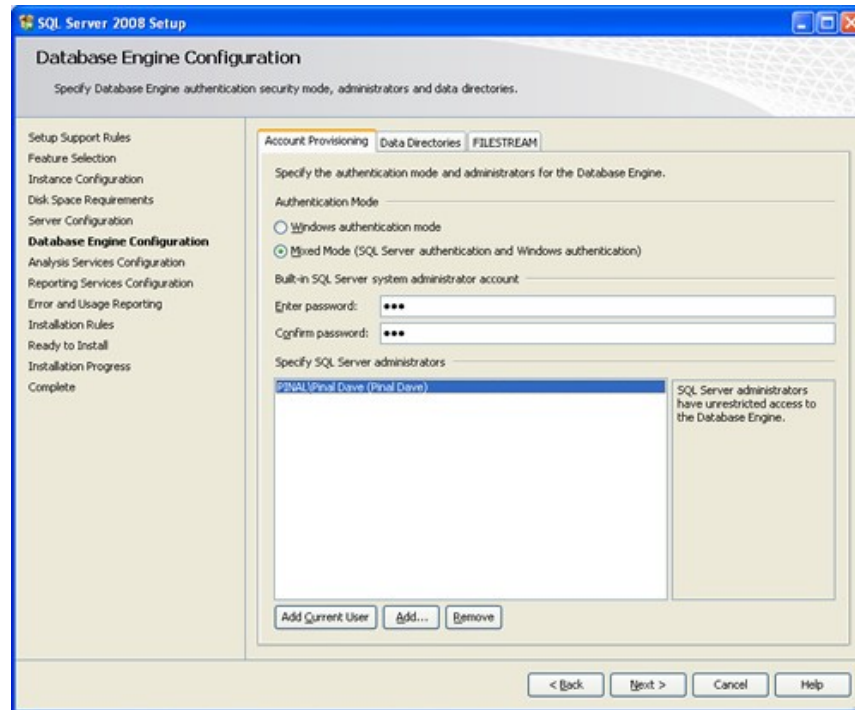 SQL Server 2008 Setup
Database Engine Configuration
Specify Database Engine authentication security mode, administrators and data directories.
Setup Support Rules
Feature Selection
Instance Configuration
Disk Space Requirements
Server Configuration
Database Engine Configuration
Analysis Services Configuration
Reporting Services Configuration
Error and Usage Reporting
Installation Rules
Ready to Install
Installation Progress
Complete
Account Provisioning Data Directories FILESTREAM
Specify the authentication mode and administrators for the Database Engine.
Authentication Mode
Windows authentication mode
Mixed Mode (SQL Server authentication and Windows authentication)
Built-in SQL Server system administrator account
Enter password: •••
Confirm password: •••
Specify SQL Server administrators
PINAL\Pinal Dave (Pinal Dave)
SQL Server administrators
have unrestricted access to
the Database Engine.
Add Current User Add... Remove
< Back Next > Cancel Help